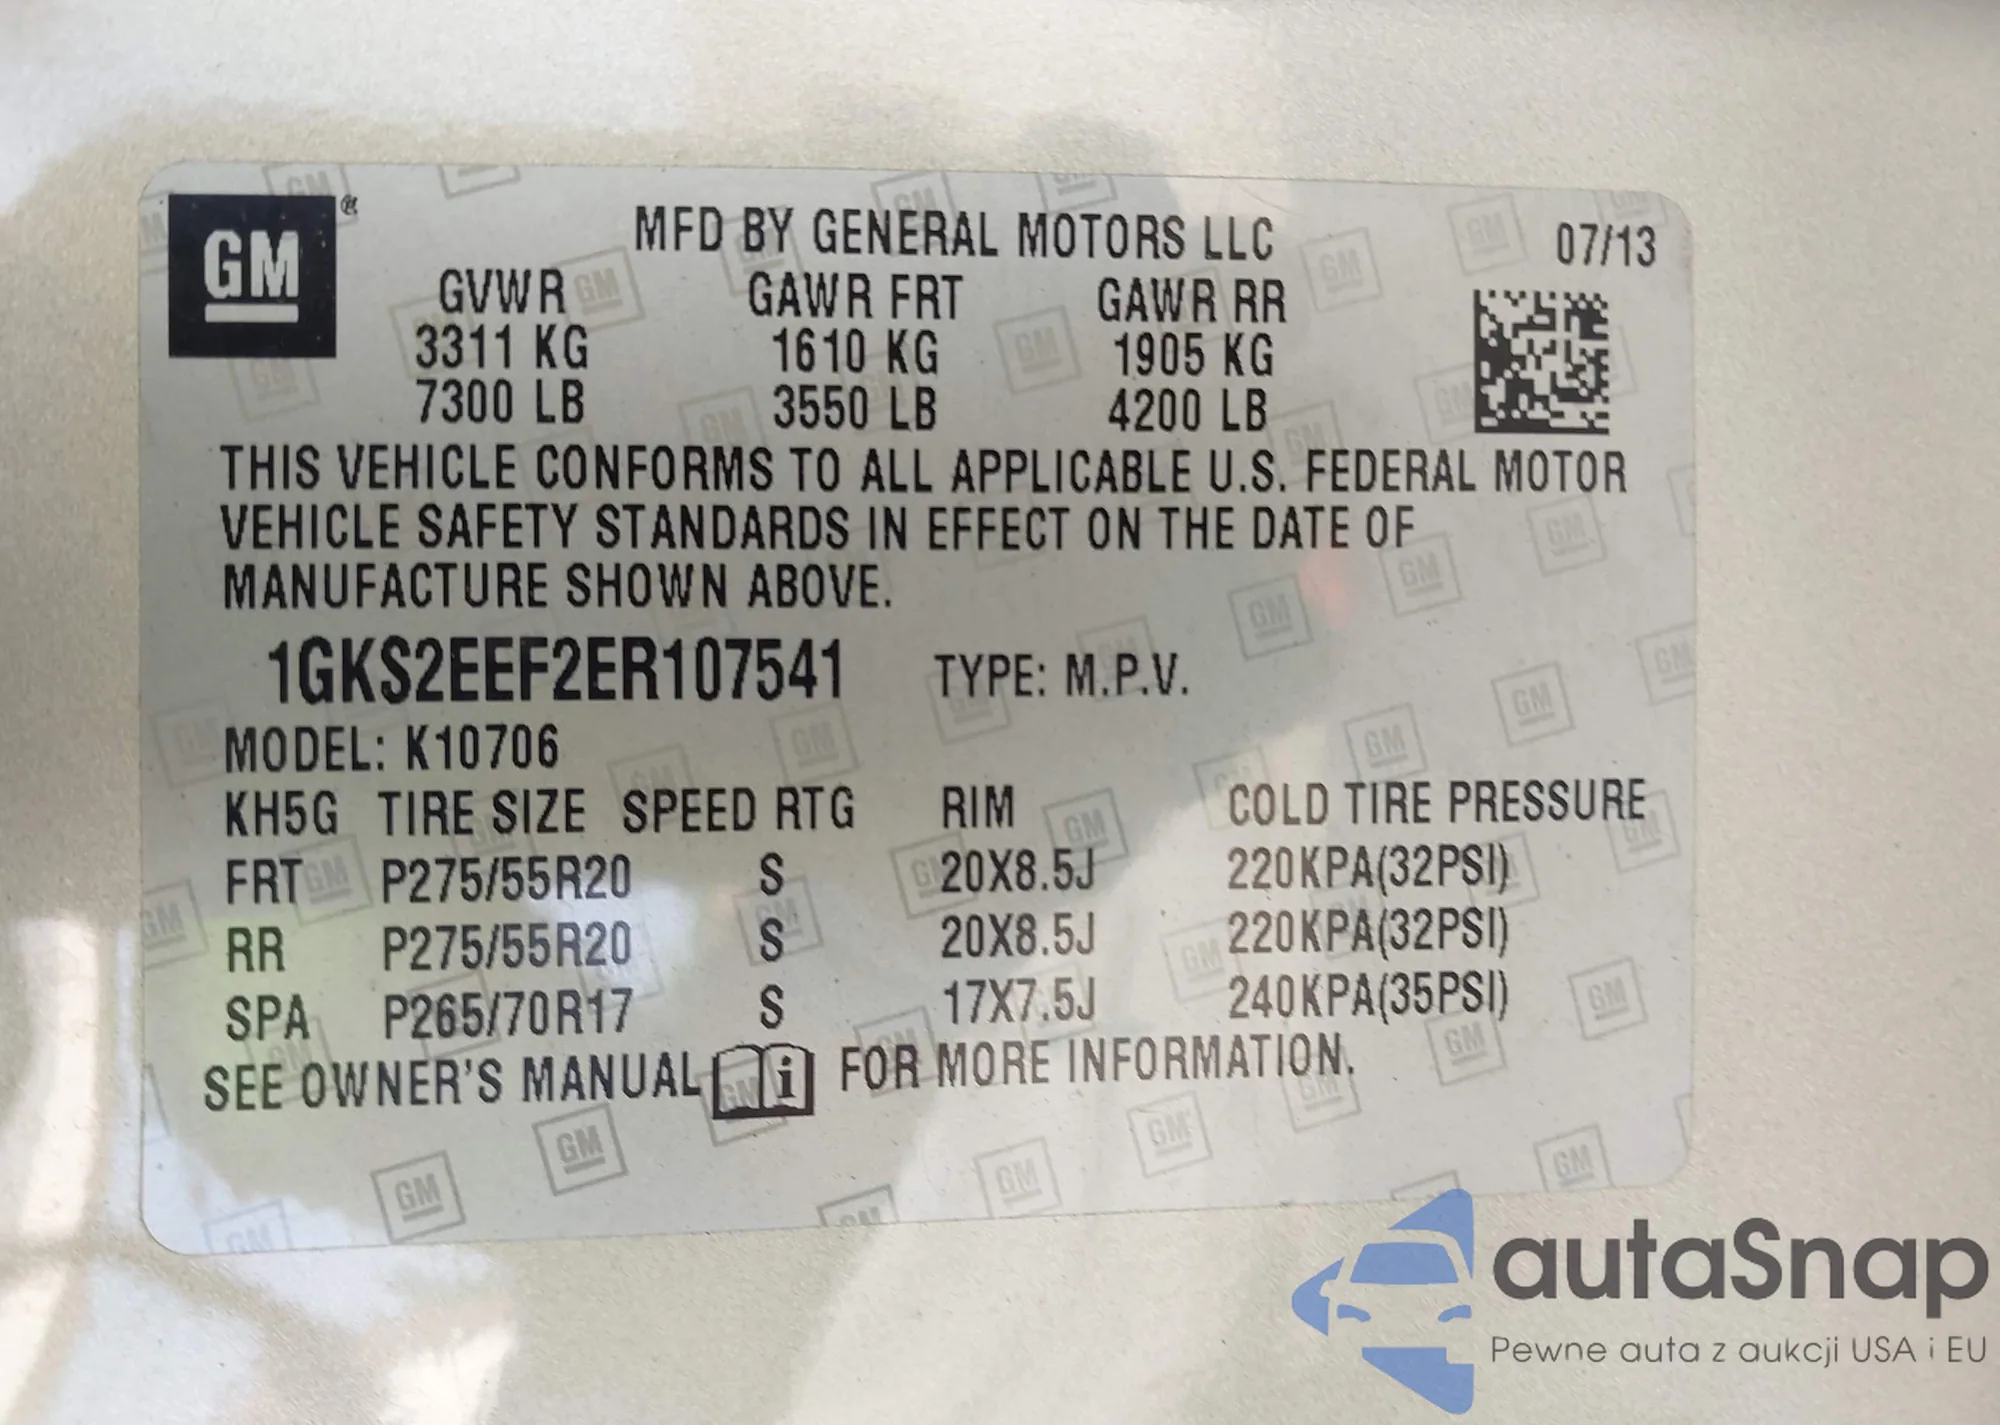 GM ®
MFD BY GENERAL MOTORS LLC 07/13
GVWR GAWR FRT GAWR RR
3311 KG 1610 KG 1905 KG
7300 LB 3550 LB 4200 LB
THIS VEHICLE CONFORMS TO ALL APPLICABLE U.S. FEDERAL MOTOR
VEHICLE SAFETY STANDARDS IN EFFECT ON THE DATE OF
MANUFACTURE SHOWN ABOVE.
1GKS2EEF2ER107541 TYPE: M.P.V.
MODEL: K10706
KH5G TIRE SIZE SPEED RTG RIM COLD TIRE PRESSURE
FRT P275/55R20 S 20X8.5J 220KPA(32PSI)
RR P275/55R20 S 20X8.5J 220KPA(32PSI)
SPA P265/70R17 S 17X7.5J 240KPA(35PSI)
SEE OWNER'S MANUAL i FOR MORE INFORMATION.
autaSnap
Pewne auta z aukcji USA i EU